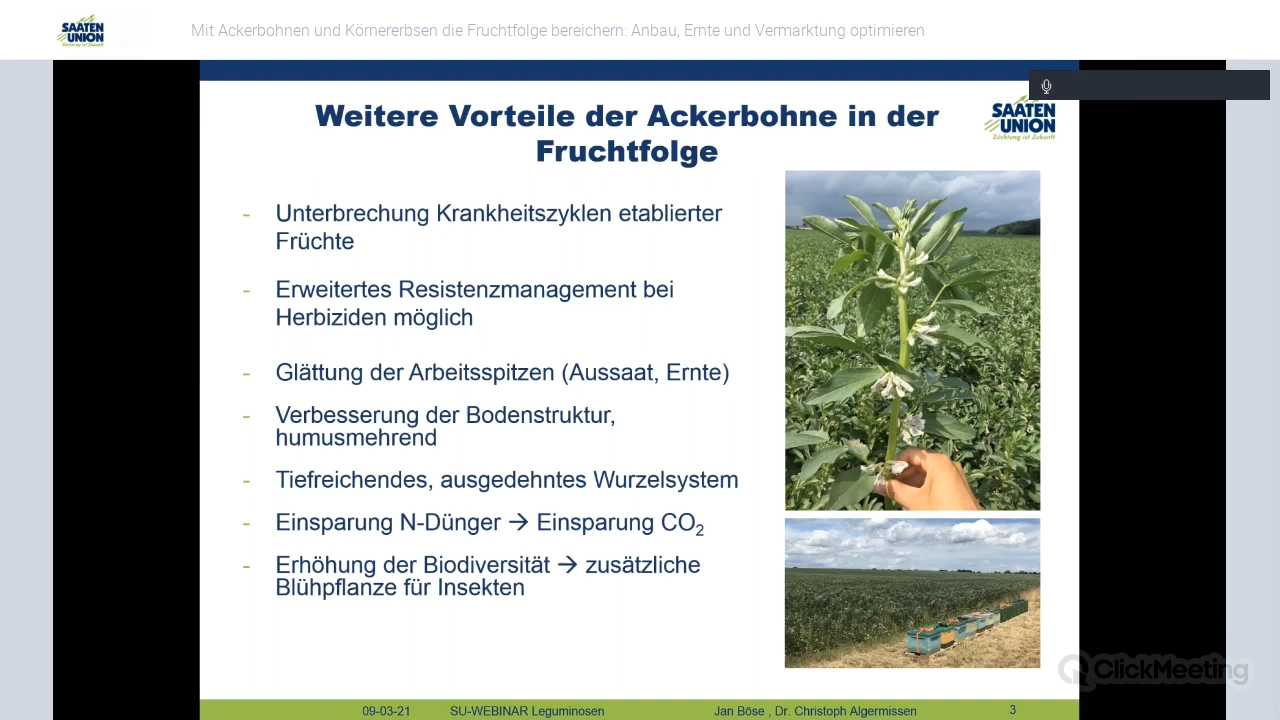 SAATEN
UNION
Züchtung ist Zukunft
Mit Ackerbohnen und Körnererbsen die Fruchtfolge bereichern: Anbau, Ernte und Vermarktung optimieren
Weitere Vorteile der Ackerbohne in der
Fruchtfolge
SAATEN
UNION
Züchtung ist Zukunft
- Unterbrechung Krankheitszyklen etablierter
Früchte
- Erweitertes Resistenzmanagement bei
Herbiziden möglich
- Glättung der Arbeitsspitzen (Aussaat, Ernte)
- Verbesserung der Bodenstruktur,
humusmehrend
- Tiefreichendes, ausgedehntes Wurzelsystem
- Einsparung N-Dünger → Einsparung CO₂
- Erhöhung der Biodiversität → zusätzliche
Blühpflanze für Insekten
ClickMeeting
09-03-21 SU-WEBINAR Leguminosen Jan Böse , Dr. Christoph Algermissen 3